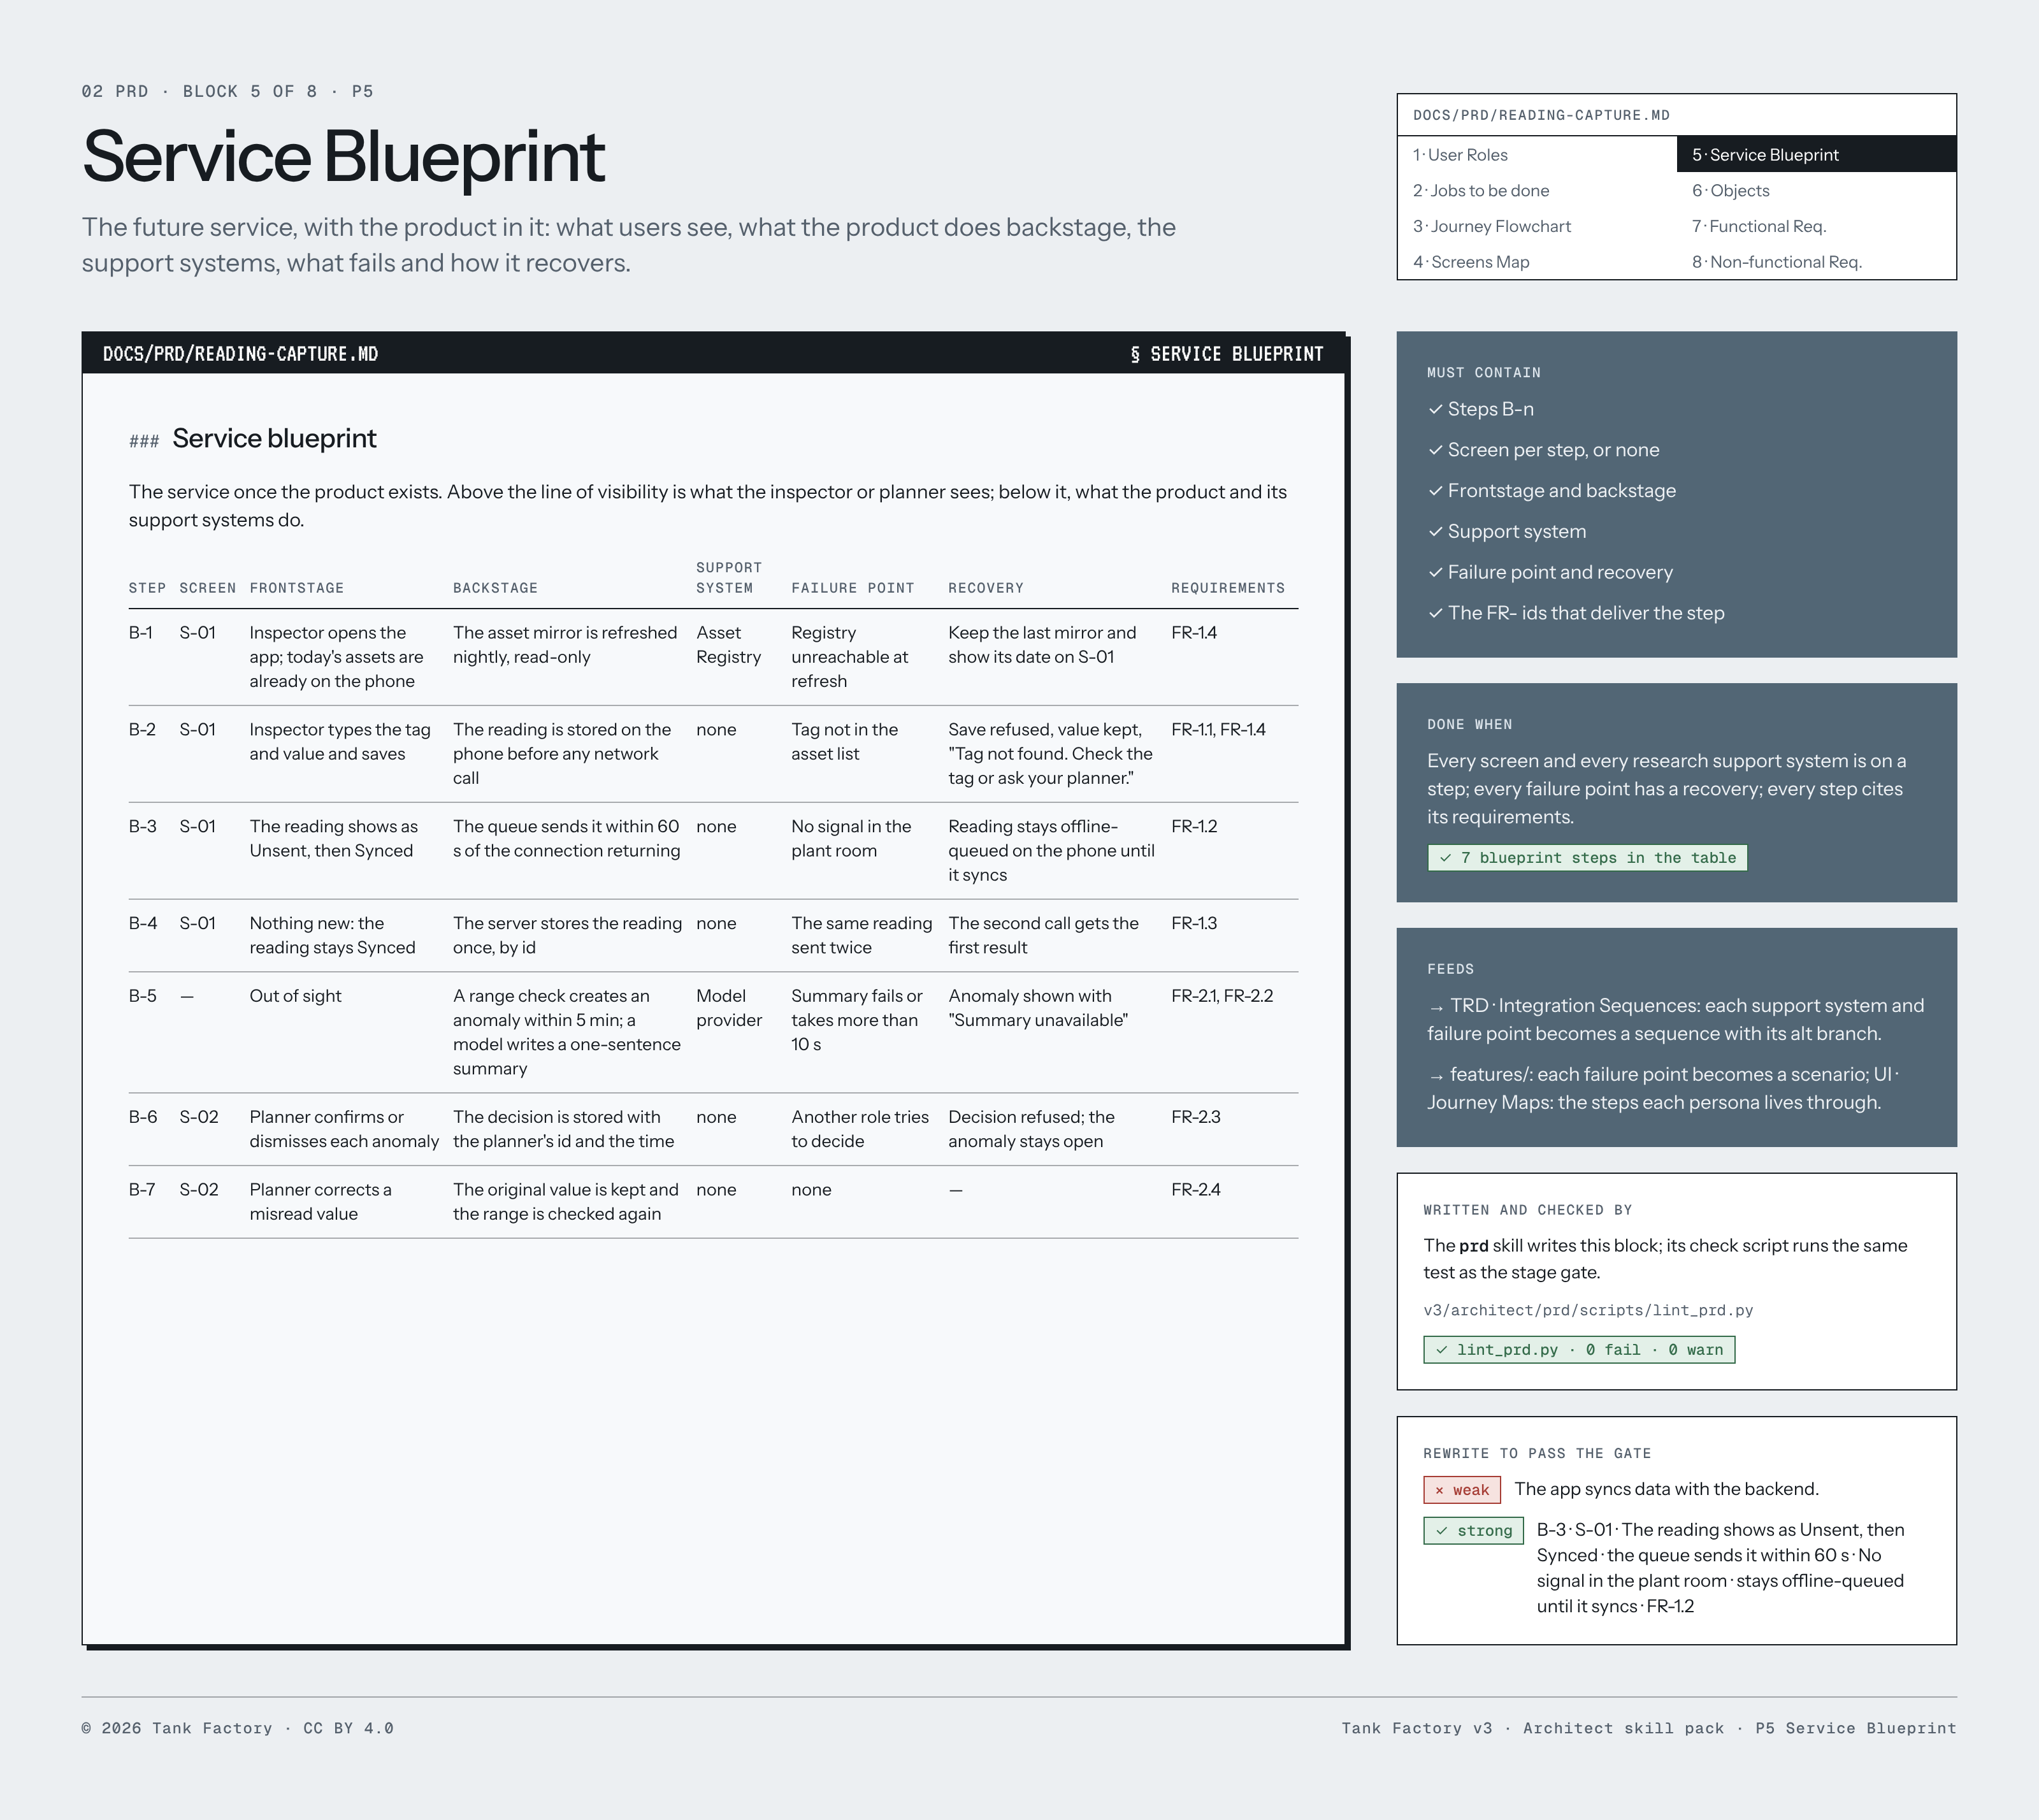 02 PRD · BLOCK 5 OF 8 · P5
Service Blueprint
The future service, with the product in it: what users see, what the product does backstage, the
support systems, what fails and how it recovers.
DOCS/PRD/READING-CAPTURE.MD
1 · User Roles
2 · Jobs to be done
3 · Journey Flowchart
4 · Screens Map
5 · Service Blueprint
6 · Objects
7 · Functional Req.
8 · Non-functional Req.
DOCS/PRD/READING-CAPTURE.MD § SERVICE BLUEPRINT
### Service blueprint
The service once the product exists. Above the line of visibility is what the inspector or planner sees; below it, what the product and its
support systems do.
STEP SCREEN FRONTSTAGE BACKSTAGE SUPPORT SYSTEM FAILURE POINT RECOVERY REQUIREMENTS
B-1 S-01 Inspector opens the app; today's assets are already on the phone The asset mirror is refreshed nightly, read-only Asset Registry Registry unreachable at refresh Keep the last mirror and show its date on S-01 FR-1.4
B-2 S-01 Inspector types the tag and value and saves The reading is stored on the phone before any network call none Tag not in the asset list Save refused, value kept, "Tag not found. Check the tag or ask your planner." FR-1.1, FR-1.4
B-3 S-01 The reading shows as Unsent, then Synced The queue sends it within 60 s of the connection returning none No signal in the plant room Reading stays offline-queued on the phone until it syncs FR-1.2
B-4 S-01 Nothing new: the reading stays Synced The server stores the reading once, by id none The same reading sent twice The second call gets the first result FR-1.3
B-5 — Out of sight A range check creates an anomaly within 5 min; a model writes a one-sentence summary Model provider Summary fails or takes more than 10 s Anomaly shown with "Summary unavailable" FR-2.1, FR-2.2
B-6 S-02 Planner confirms or dismisses each anomaly The decision is stored with the planner's id and the time none Another role tries to decide Decision refused; the anomaly stays open FR-2.3
B-7 S-02 Planner corrects a misread value The original value is kept and the range is checked again none none — FR-2.4
MUST CONTAIN
✓ Steps B-n
✓ Screen per step, or none
✓ Frontstage and backstage
✓ Support system
✓ Failure point and recovery
✓ The FR- ids that deliver the step
DONE WHEN
Every screen and every research support system is on a
step; every failure point has a recovery; every step cites
its requirements.
✓ 7 blueprint steps in the table
FEEDS
→ TRD · Integration Sequences: each support system and
failure point becomes a sequence with its alt branch.
→ features/: each failure point becomes a scenario; UI ·
Journey Maps: the steps each persona lives through.
WRITTEN AND CHECKED BY
The prd skill writes this block; its check script runs the same
test as the stage gate.
v3/architect/prd/scripts/lint_prd.py
✓ lint_prd.py · 0 fail · 0 warn
REWRITE TO PASS THE GATE
× weak The app syncs data with the backend.
✓ strong B-3 · S-01 · The reading shows as Unsent, then
Synced · the queue sends it within 60 s · No
signal in the plant room · stays offline-queued
until it syncs · FR-1.2
© 2026 Tank Factory · CC BY 4.0
Tank Factory v3 · Architect skill pack · P5 Service Blueprint